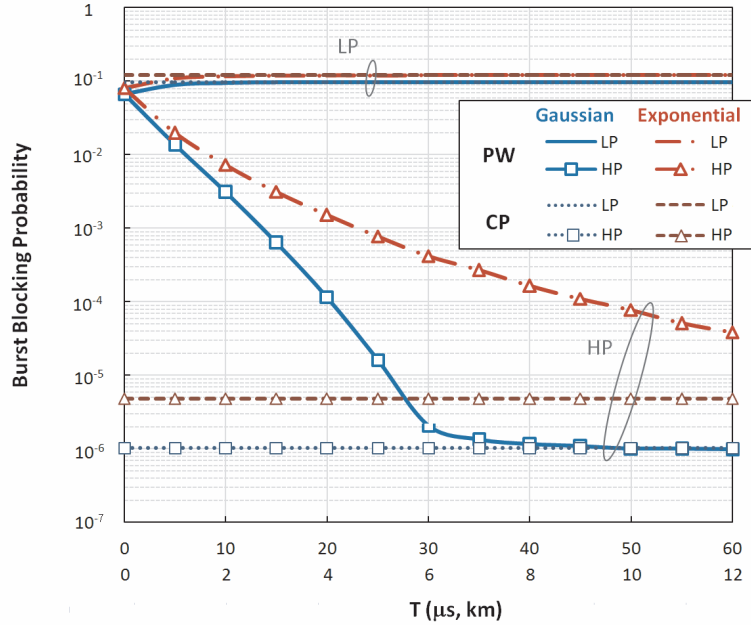 Burst Blocking Probability
1
10-1
10-2
10-3
10-4
10-5
10-6
10-7
LP
HP
Gaussian Exponential
PW LP LP
HP HP
CP LP LP
HP HP
0 10 20 30 40 50 60
0 2 4 6 8 10 12
T (µs, km)